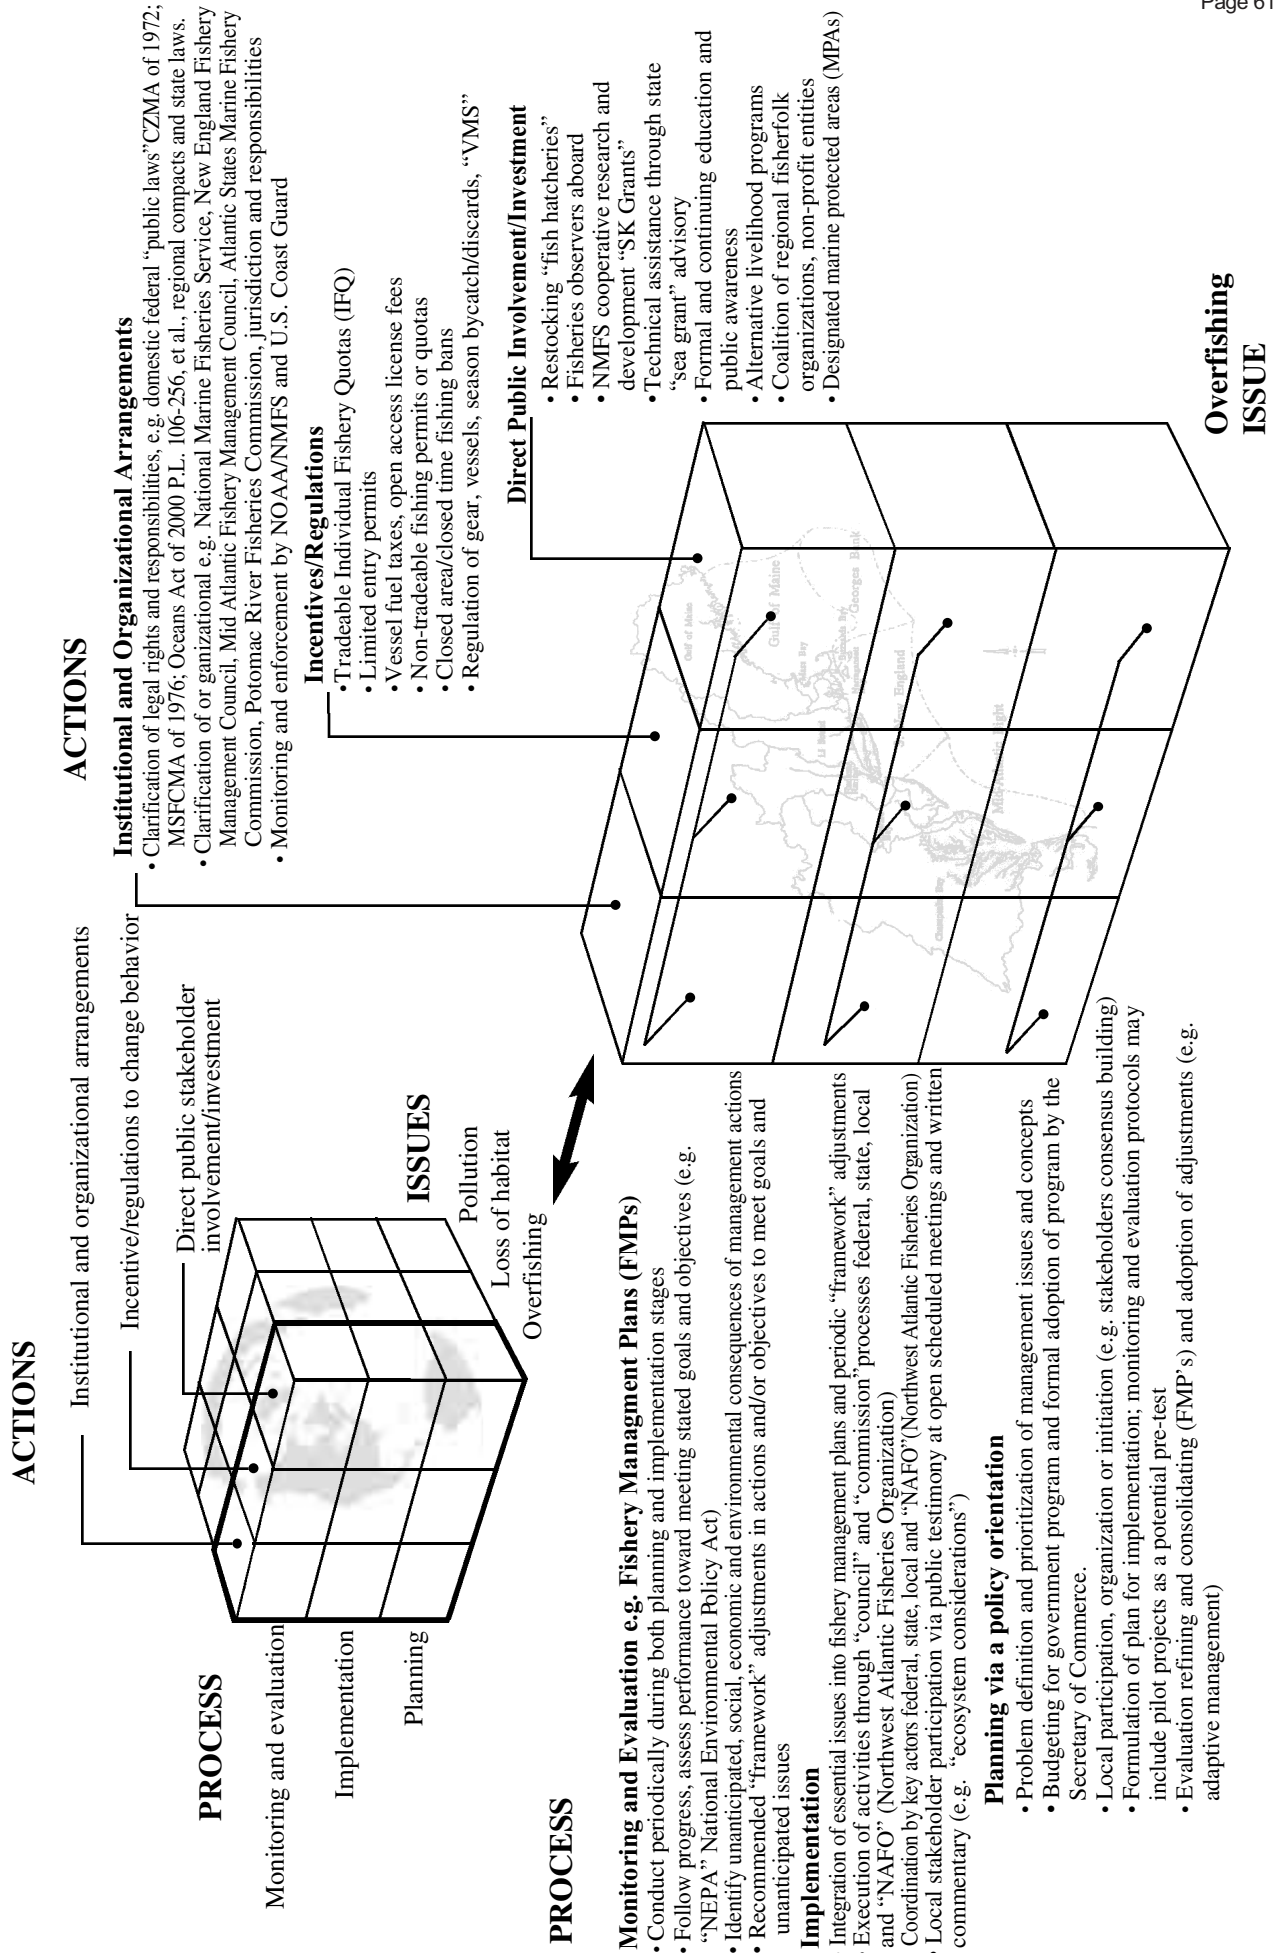 Page 61
ACTIONS
Institutional and organizational arrangements
Incentive/regulations to change behavior
Direct public stakeholder
involvement/investment
PROCESS
Monitoring and evaluation
Implementation
Planning
ISSUES
Pollution
Loss of habitat
Overfishing
ACTIONS
Institutional and Organizational Arrangements
• Clarification of legal rights and responsibilities, e.g. domestic federal “public laws”CZMA of 1972;
MSFCMA of 1976; Oceans Act of 2000 P.L. 106-256, et al., regional compacts and state laws.
• Clarification of or ganizational e.g. National Marine Fisheries Service, New England Fishery
Management Council, Mid Atlantic Fishery Management Council, Atlantic States Marine Fishery
Commission, Potomac River Fisheries Commission, jurisdiction and responsibilities
• Monitoring and enforcement by NOAA/NMFS and U.S. Coast Guard
Incentives/Regulations
• Tradeable Individual Fishery Quotas (IFQ)
• Limited entry permits
• Vessel fuel taxes, open access license fees
• Non-tradeable fishing permits or quotas
• Closed area/closed time fishing bans
• Regulation of gear, vessels, season bycatch/discards, “VMS”
Direct Public Involvement/Investment
• Restocking “fish hatcheries”
• Fisheries observers aboard
• NMFS cooperative research and
development “SK Grants”
• Technical assistance through state
“sea grant” advisory
• Formal and continuing education and
public awareness
• Alternative livelihood programs
• Coalition of regional fisherfolk
organizations, non-profit entities
• Designated marine protected areas (MPAs)
PROCESS
Monitoring and Evaluation e.g. Fishery Managment Plans (FMPs)
• Conduct periodically during both planning and implementation stages
• Follow progress, assess performance toward meeting stated goals and objectives (e.g.
“NEPA” National Environmental Policy Act)
• Identify unanticipated, social, economic and environmental consequences of management actions
• Recommended “framework” adjustments in actions and/or objectives to meet goals and
unanticipated issues
Implementation
Integration of essential issues into fishery management plans and periodic “framework” adjustments
• Execution of activities through “council” and “commission”processes federal, state, local
and “NAFO” (Northwest Atlantic Fisheries Organization)
Coordination by key actors federal, state, local and “NAFO”(Northwest Atlantic Fisheries Organization)
• Local stakeholder participation via public testimony at open scheduled meetings and written
commentary (e.g. “ecosystem considerations”)
Planning via a policy orientation
• Problem definition and prioritization of management issues and concepts
• Budgeting for government program and formal adoption of program by the
Secretary of Commerce.
• Local participation, organization or initiation (e.g. stakeholders consensus building)
• Formulation of plan for implementation; monitoring and evaluation protocols may
include pilot projects as a potential pre-test
• Evaluation refining and consolidating (FMP’s) and adoption of adjustments (e.g.
adaptive management)
Gulf of Maine
Gulf of Maine
Georges Bank
New England
Mid-Atlantic Bight
Chesapeake Bay
Overfishing
ISSUE